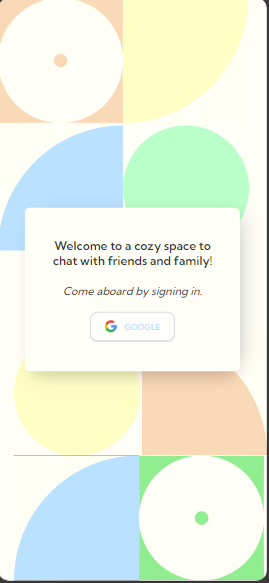 Welcome to a cozy space to
chat with friends and family!
Come aboard by signing in.
GOOGLE